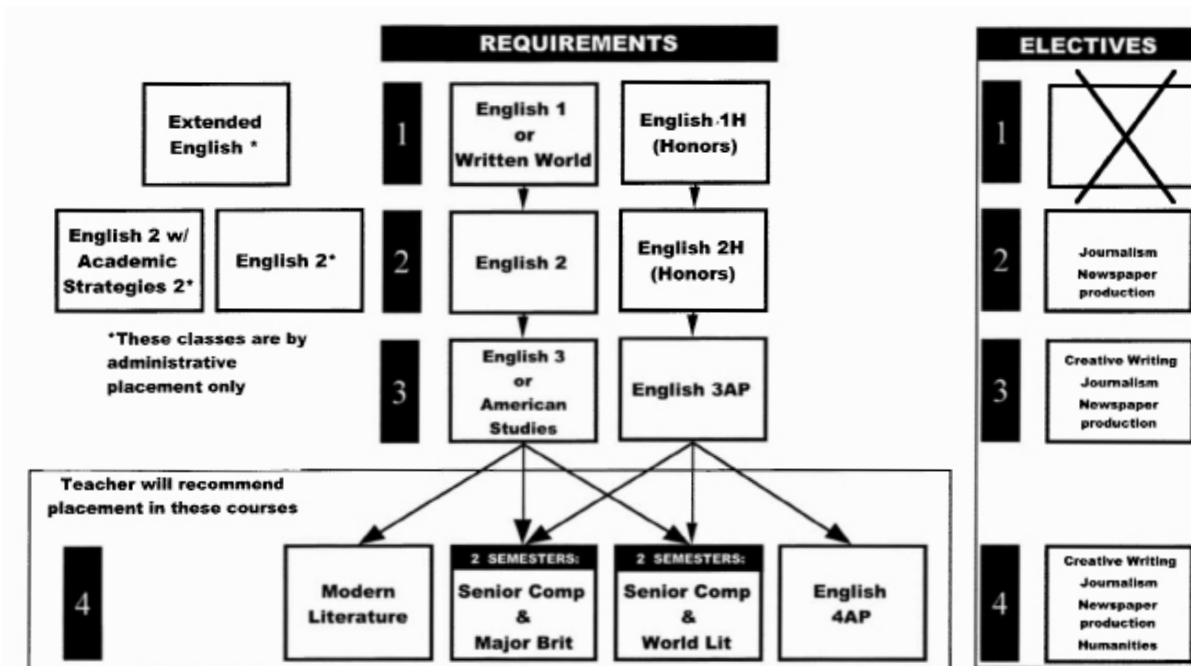 REQUIREMENTS
ELECTIVES
Extended
English *
1
English 1
or
Written World
English 1H
(Honors)
1
English 2 w/
Academic
Strategies 2*
English 2*
2
English 2
English 2H
(Honors)
2
Journalism
Newspaper
production
*These classes are by
administrative
placement only
3
English 3
or
American
Studies
English 3AP
3
Creative Writing
Journalism
Newspaper
production
Teacher will recommend
placement in these courses
4
Modern
Literature
2 SEMESTERS:
Senior Comp
&
Major Brit
2 SEMESTERS:
Senior Comp
&
World Lit
English
4AP
4
Creative Writing
Journalism
Newspaper
production
Humanities